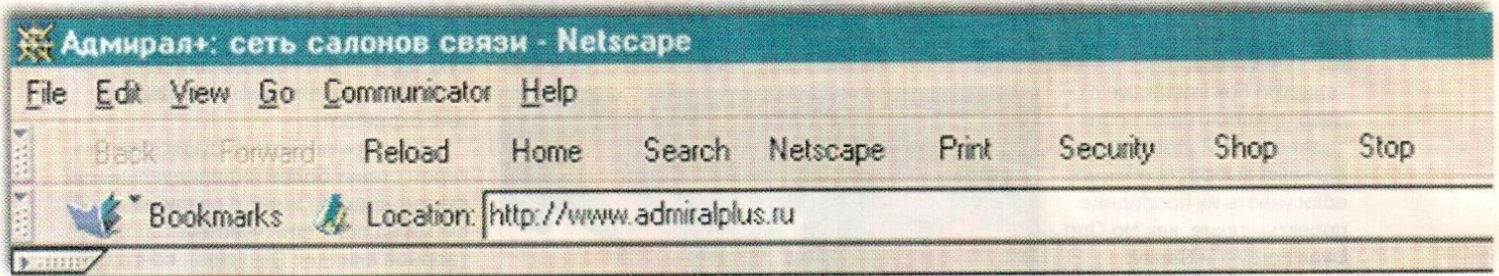 Адмирал+: сеть салонов связи - Netscape
File Edit View Go Communicator Help
Back Forward Reload Home Search Netscape Print Security Shop Stop
Bookmarks Location: http://www.admiralplus.ru